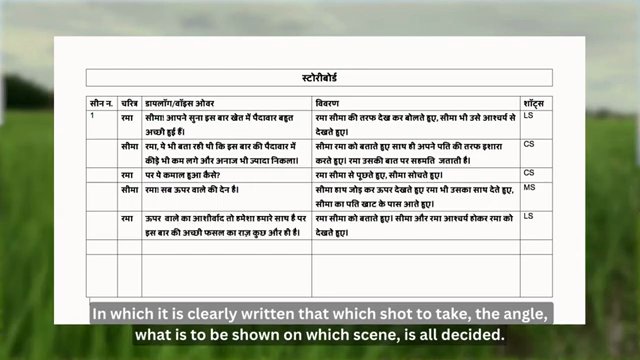 स्टोरीबोर्ड
सीन न. चरित्र डायलॉग/वॉइस ओवर विवरण शॉट्स
1 रमा सीमा! आपने सुना इस बार खेत में पैदावार बहुत अच्छी हुई हैं। रमा सीमा की तरफ देख कर बोलते हुए, सीमा भी उसे आश्चर्य से देखते हुए। LS
सीमा रमा, ये भी बता रही थी कि इस बार की पैदावार में कीड़े भी कम लगे और अनाज भी ज्यादा निकला। सीमा रमा को बताते हुए साथ ही अपने पति की तरफ इशारा करते हुए। रमा उसकी बात पर सहमति जताती हैं। CS
रमा पर ये कमाल हुआ कैसे? रमा सीमा से पूछते हुए, सीमा सोचते हुए। CS
सीमा रमा! सब ऊपर वाले की देन है। सीमा हाथ जोड़ कर ऊपर देखते हुए रमा भी उसका साथ देते हुए, सीमा का पति खाट के पास आते हुए। MS
रमा ऊपर वाले का आशीर्वाद तो हमेशा हमारे साथ है पर इस बार की अच्छी फसल का राज़ कुछ और ही है। रमा सीमा को बताते हुए। सीमा और रमा आश्चर्य होकर रमा को देखते हुए। LS
In which it is clearly written that which shot to take, the angle,
what is to be shown on which scene, is all decided.